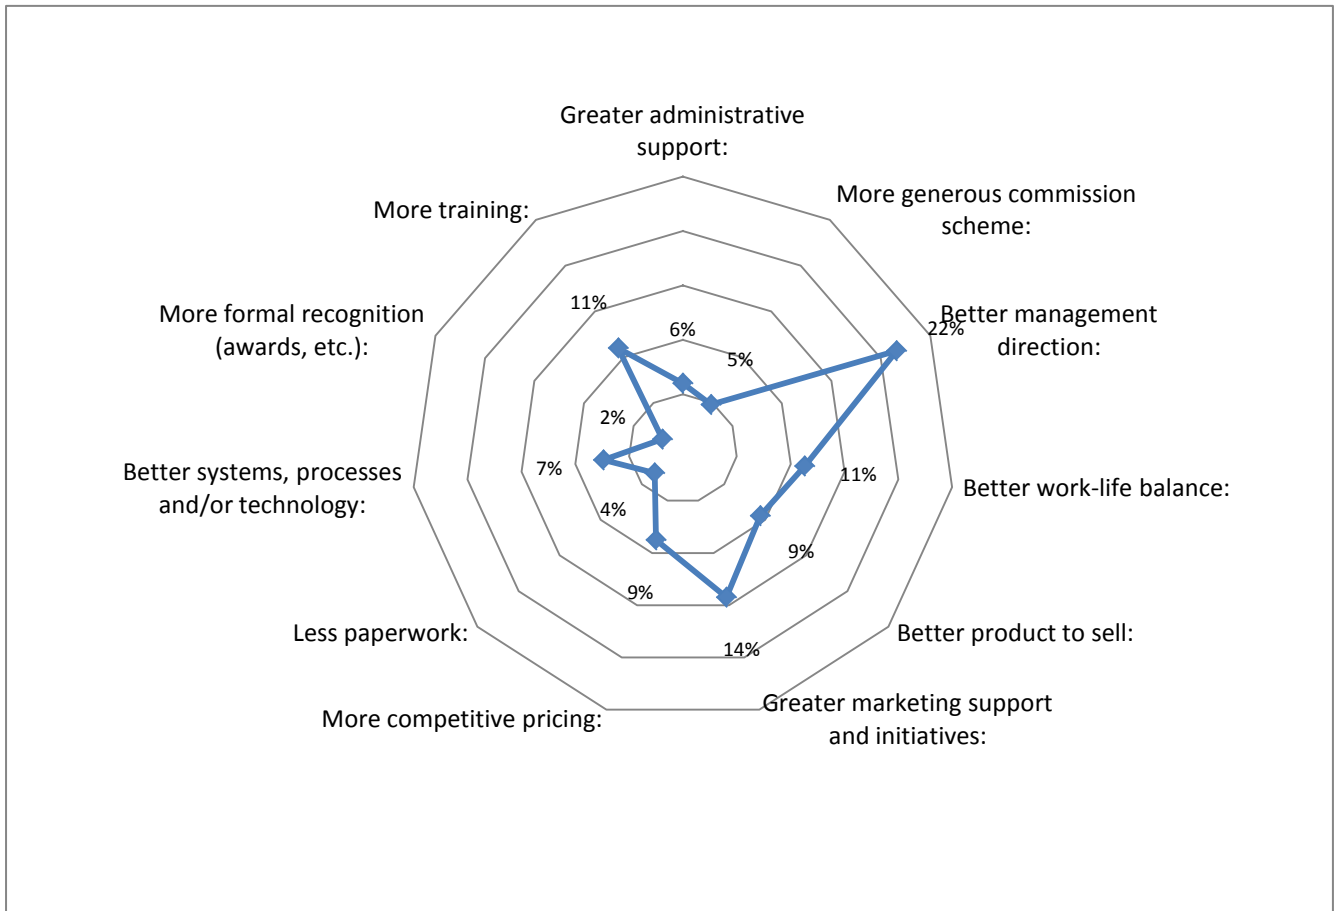 Greater administrative
support:
More generous commission
scheme:
More training:
11%
6%
5%
22%
Better management
direction:
More formal recognition
(awards, etc.):
2%
Better systems, processes
and/or technology:
7%
11%
Better work-life balance:
4%
9%
9%
Less paperwork:
Better product to sell:
14%
More competitive pricing:
Greater marketing support
and initiatives: